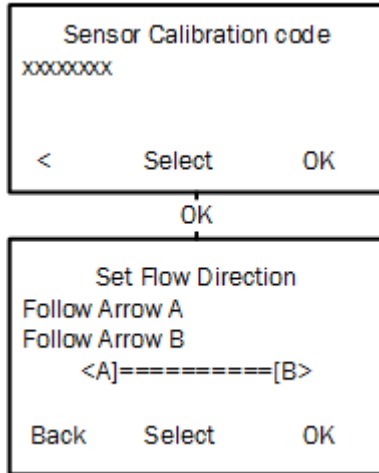 Sensor Calibration code
xxxxxxxx
< Select OK
OK
Set Flow Direction
Follow Arrow A
Follow Arrow B
<A]==========[B>
Back Select OK